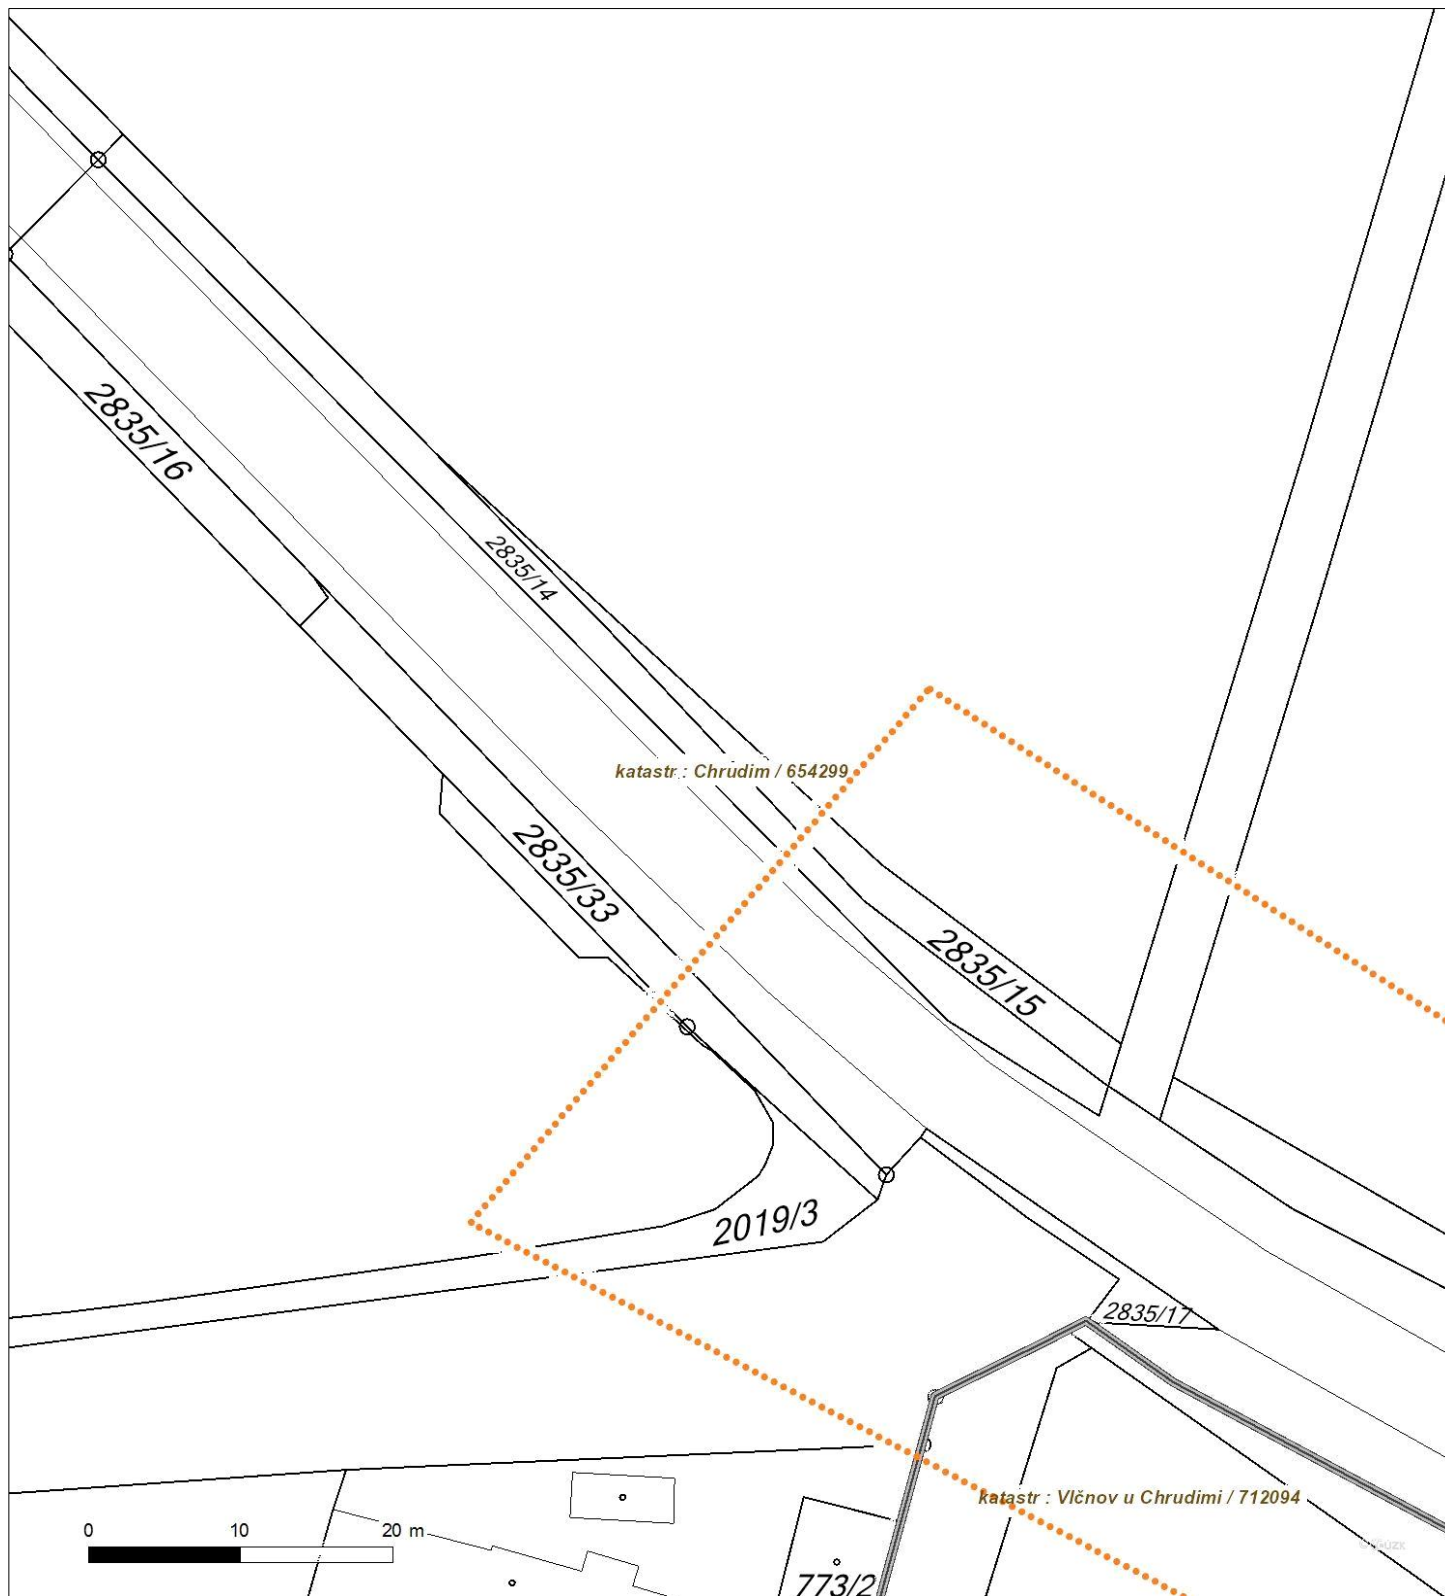 2835/16
2835/14
katastr : Chrudim / 654299
2835/33
2835/15
2019/3
2835/17
katastr : Vlčnov u Chrudimi / 712094
0 10 20 m
773/2